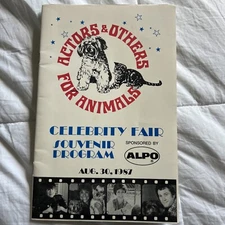 ACTORS & OTHERS
FOR ANIMALS
CELEBRITY FAIR
SOUVENIR
PROGRAM
SPONSORED BY
ALPO
AUG. 30, 1987